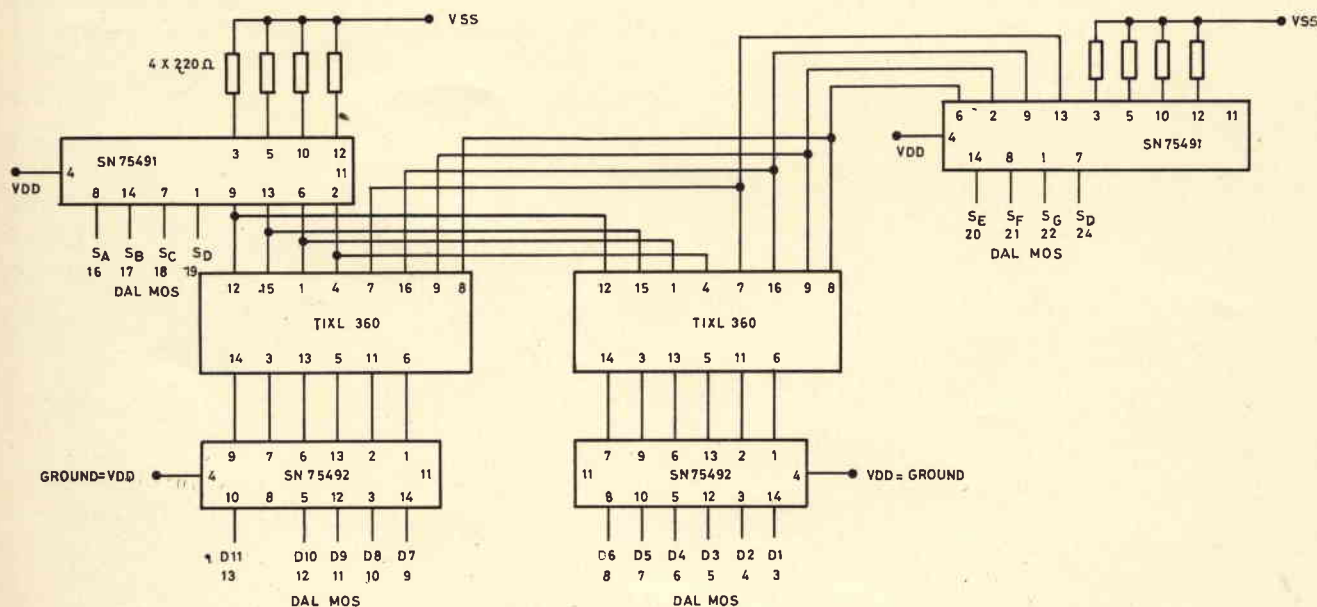 VSS
VSS
4 X 220 Ω
6 2 9 13 3 5 10 12 11
4
SN 75491
VDD
14 8 1 7
SN 75491
3 5 10 12
11
4
VDD
8 14 7 1 9 13 6 2
SE SF SG SD
20 21 22 24
DAL MOS
SA SB SC SD
16 17 18 19
DAL MOS
12 15 1 4 7 16 9 8
TIXL 360
14 3 13 5 11 6
12 15 1 4 7 16 9 8
TIXL 360
14 3 13 5 11 6
9 7 6 13 2 1
GROUND=VDD
4
SN 75492
11
10 8 5 12 3 14
7 9 6 13 2 1
11
SN 75492
4
VDD = GROUND
8 10 5 12 3 14
D11 D10 D9 D8 D7
13 12 11 10 9
DAL MOS
D6 D5 D4 D3 D2 D1
8 7 6 5 4 3
DAL MOS